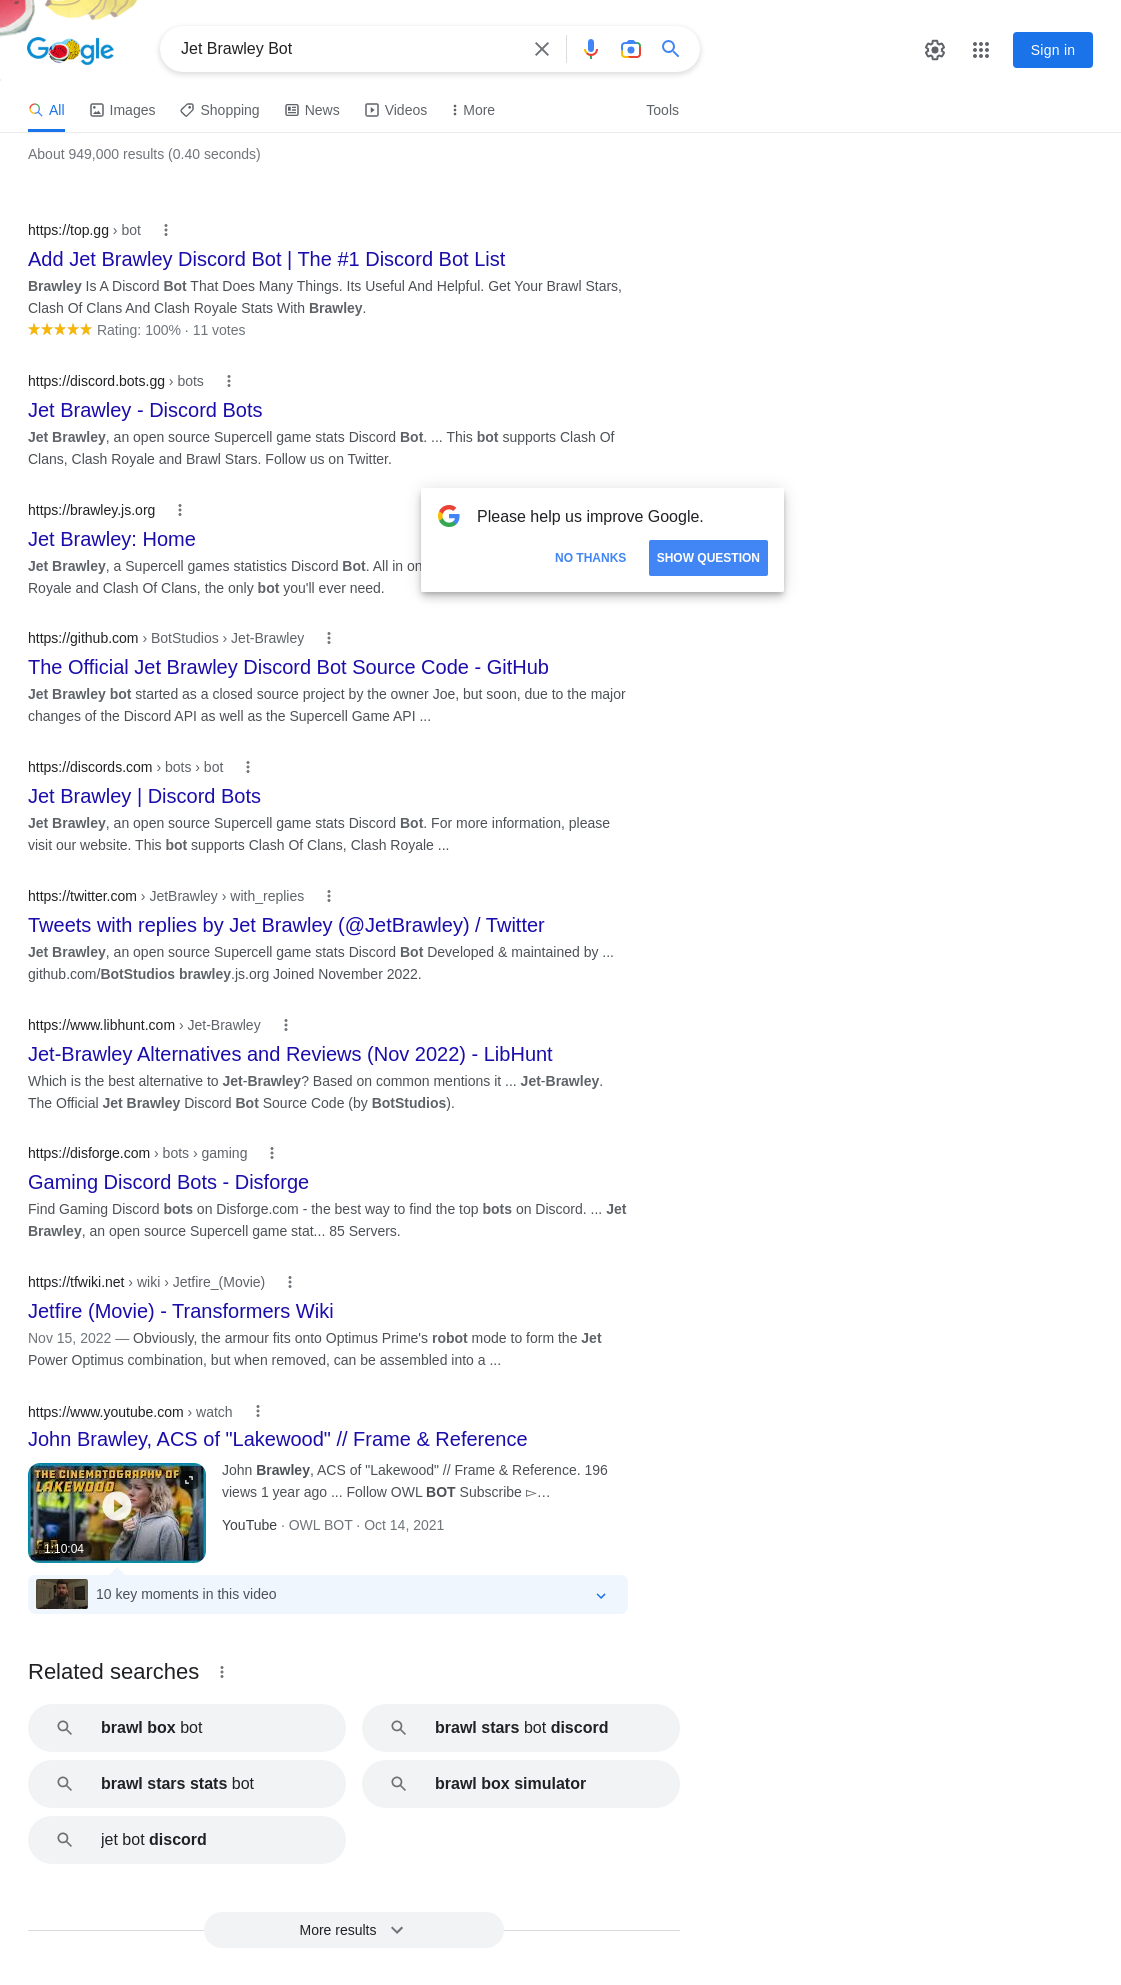 Google
Jet Brawley Bot
Sign in
All
Images
Shopping
News
Videos
More
Tools
About 949,000 results (0.40 seconds)
https://top.gg › bot
Add Jet Brawley Discord Bot | The #1 Discord Bot List
Brawley Is A Discord Bot That Does Many Things. Its Useful And Helpful. Get Your Brawl Stars,
Clash Of Clans And Clash Royale Stats With Brawley.
Rating: 100% · 11 votes
https://discord.bots.gg › bots
Jet Brawley - Discord Bots
Jet Brawley, an open source Supercell game stats Discord Bot. ... This bot supports Clash Of
Clans, Clash Royale and Brawl Stars. Follow us on Twitter.
https://brawley.js.org
Jet Brawley: Home
Jet Brawley, a Supercell games statistics Discord Bot. All in on
Royale and Clash Of Clans, the only bot you'll ever need.
Please help us improve Google.
NO THANKS
SHOW QUESTION
https://github.com › BotStudios › Jet-Brawley
The Official Jet Brawley Discord Bot Source Code - GitHub
Jet Brawley bot started as a closed source project by the owner Joe, but soon, due to the major
changes of the Discord API as well as the Supercell Game API ...
https://discords.com › bots › bot
Jet Brawley | Discord Bots
Jet Brawley, an open source Supercell game stats Discord Bot. For more information, please
visit our website. This bot supports Clash Of Clans, Clash Royale ...
https://twitter.com › JetBrawley › with_replies
Tweets with replies by Jet Brawley (@JetBrawley) / Twitter
Jet Brawley, an open source Supercell game stats Discord Bot Developed & maintained by ...
github.com/BotStudios brawley.js.org Joined November 2022.
https://www.libhunt.com › Jet-Brawley
Jet-Brawley Alternatives and Reviews (Nov 2022) - LibHunt
Which is the best alternative to Jet-Brawley? Based on common mentions it ... Jet-Brawley.
The Official Jet Brawley Discord Bot Source Code (by BotStudios).
https://disforge.com › bots › gaming
Gaming Discord Bots - Disforge
Find Gaming Discord bots on Disforge.com - the best way to find the top bots on Discord. ... Jet
Brawley, an open source Supercell game stat... 85 Servers.
https://tfwiki.net › wiki › Jetfire_(Movie)
Jetfire (Movie) - Transformers Wiki
Nov 15, 2022 — Obviously, the armour fits onto Optimus Prime's robot mode to form the Jet
Power Optimus combination, but when removed, can be assembled into a ...
https://www.youtube.com › watch
John Brawley, ACS of "Lakewood" // Frame & Reference
THE CINEMATOGRAPHY OF
LAKEWOOD
1:10:04
John Brawley, ACS of "Lakewood" // Frame & Reference. 196
views 1 year ago ... Follow OWL BOT Subscribe ▻...
YouTube · OWL BOT · Oct 14, 2021
10 key moments in this video
Related searches
brawl box bot
brawl stars bot discord
brawl stars stats bot
brawl box simulator
jet bot discord
More results